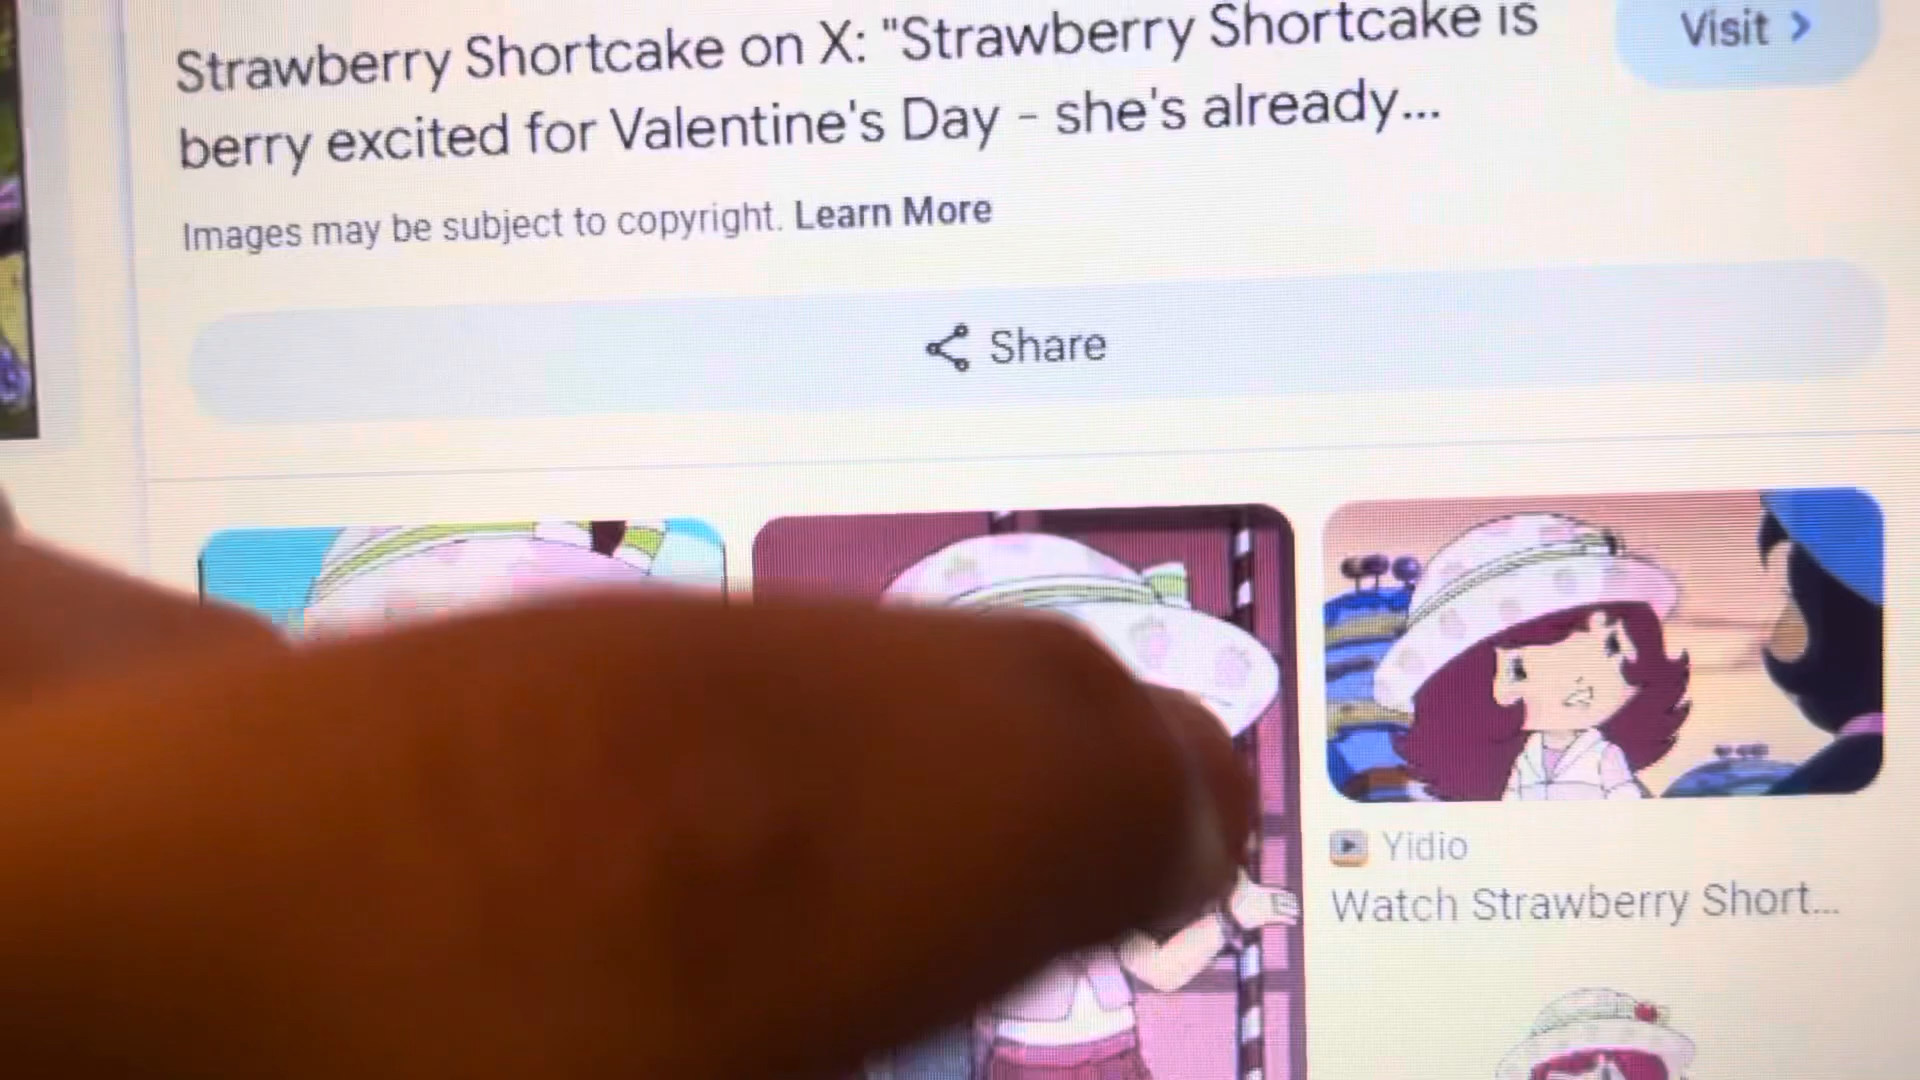 Strawberry Shortcake on X: "Strawberry Shortcake is
berry excited for Valentine's Day - she's already...
Visit
Images may be subject to copyright. Learn More
Share
Yidio
Watch Strawberry Short...